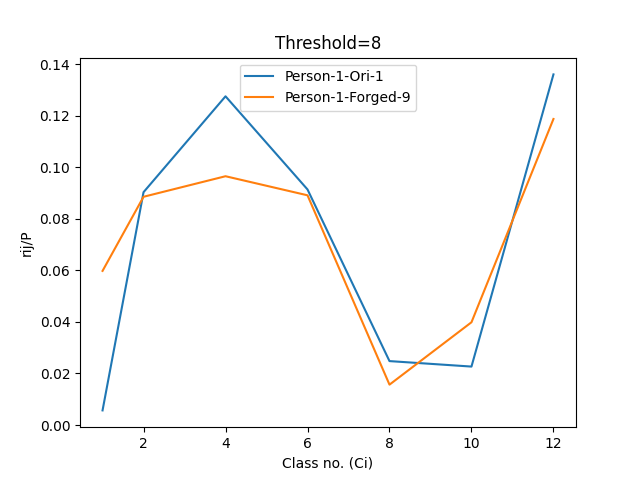 Threshold=8
Person-1-Ori-1
Person-1-Forged-9
0.14
0.12
0.10
0.08
0.06
0.04
0.02
0.00
rij/P
2 4 6 8 10 12
Class no. (Ci)